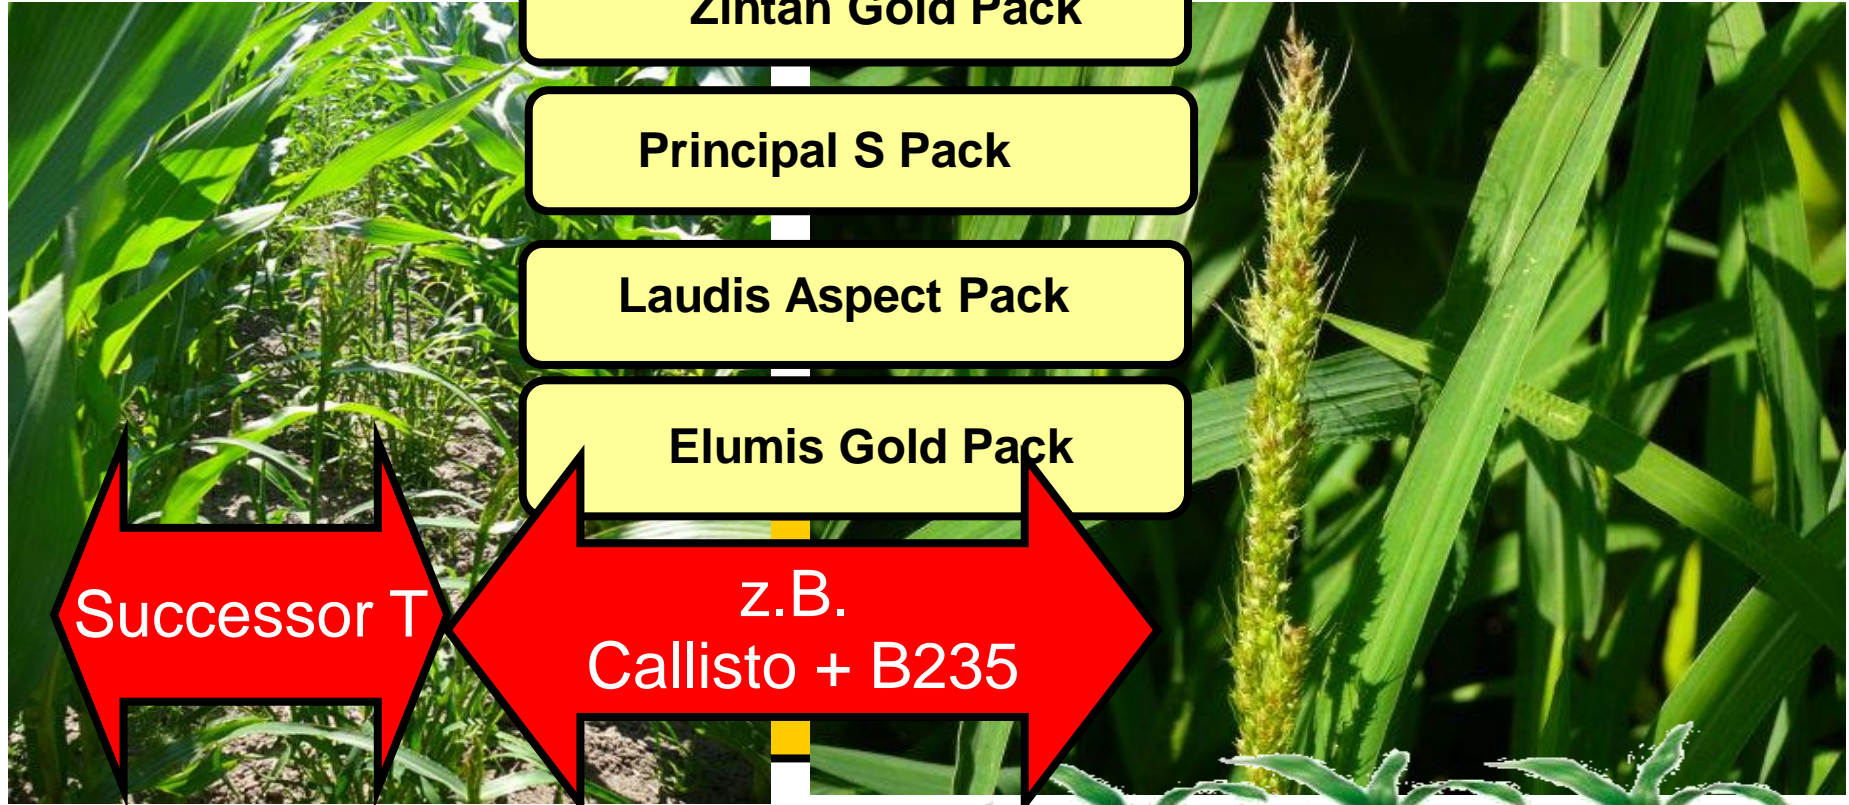 Zintan Gold Pack
Principal S Pack
Laudis Aspect Pack
Elumis Gold Pack
Successor T
z.B.
Callisto + B235